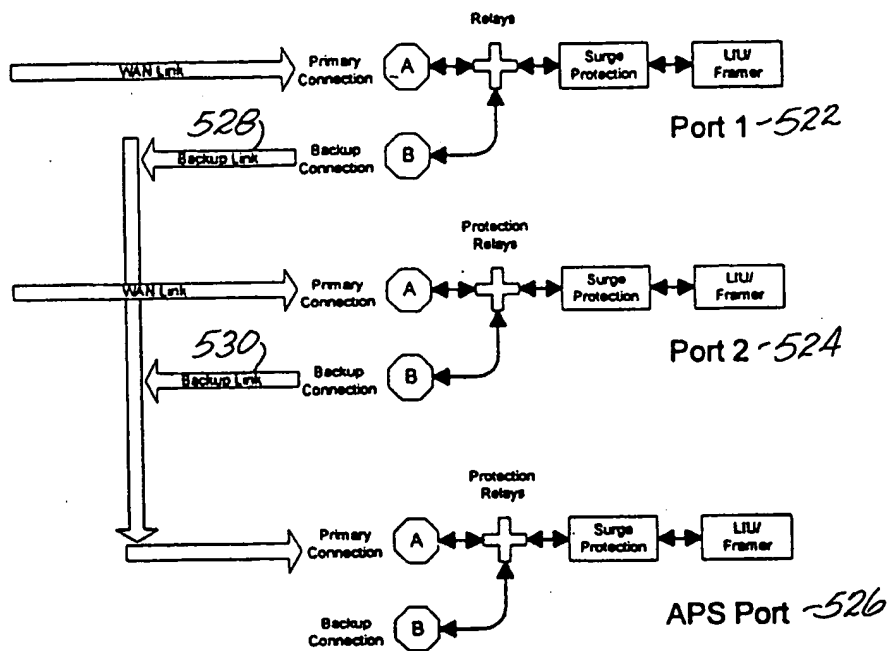 Relays
WAN Link
Primary
Connection
A
Surge
Protection
LIU/
Framer
Port 1 -522
528
Backup Link
Backup
Connection
B
Protection
Relays
WAN Link
Primary
Connection
A
Surge
Protection
LIU/
Framer
Port 2 -524
530
Backup Link
Backup
Connection
B
Protection
Relays
Primary
Connection
A
Surge
Protection
LIU/
Framer
APS Port -526
Backup
Connection
B